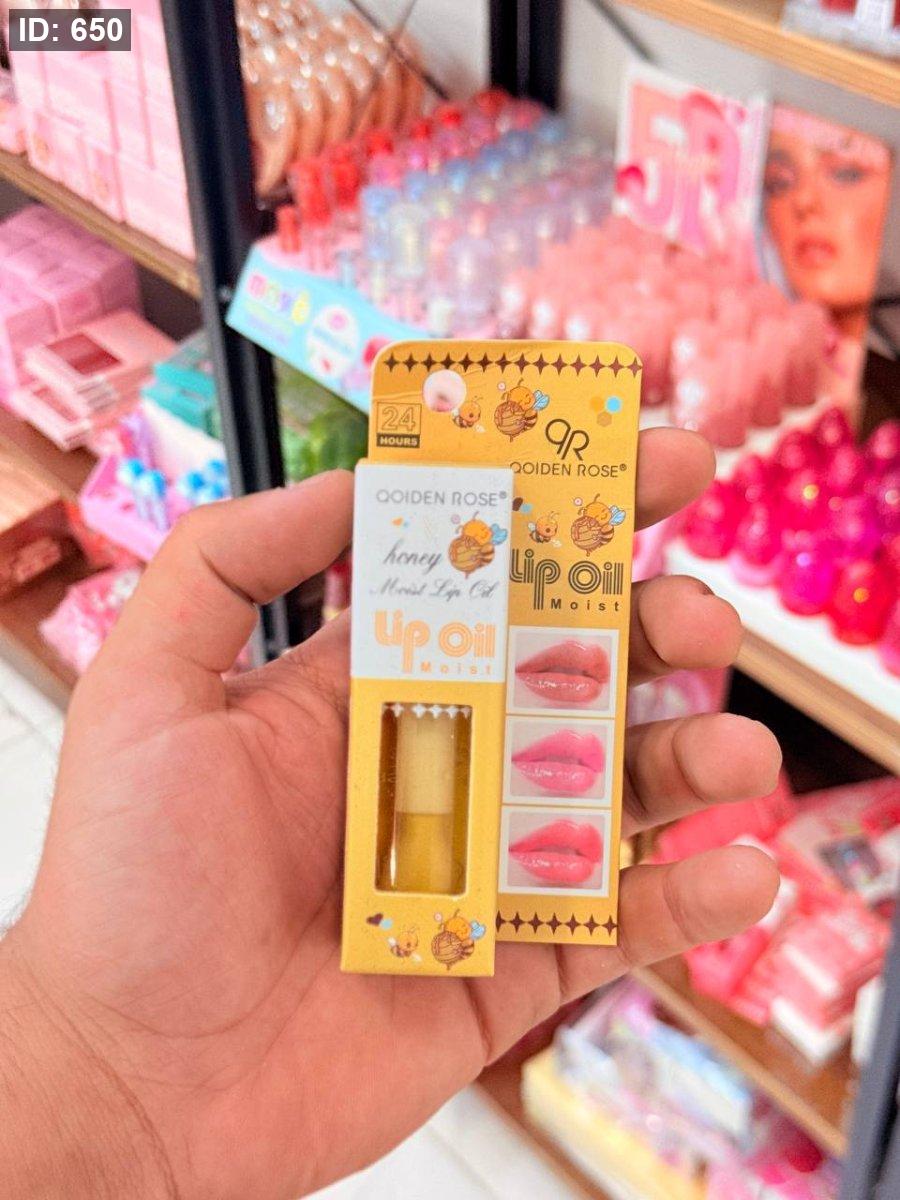 ID: 650
24
HOURS
QR
QOIDEN ROSE®
Lip Oil
Moist
QOIDEN ROSE®
honey
Moist Lip Oil
Lip Oil
Moist